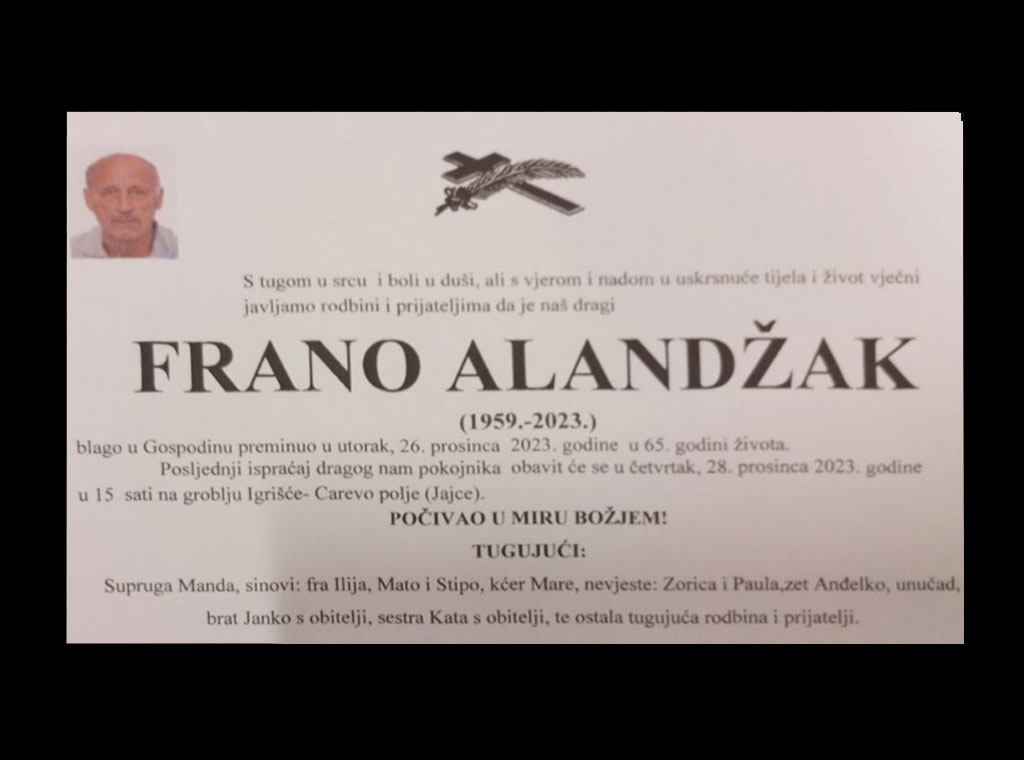 S tugom u srcu i boli u duši, ali s vjerom i nadom u uskrsnuće tijela i život vječni
javljamo rodbini i prijateljima da je naš dragi
FRANO ALANDŽAK
(1959.-2023.)
blago u Gospodinu preminuo u utorak, 26. prosinca 2023. godine u 65. godini života.
Posljednji ispraćaj dragog nam pokojnika obavit će se u četvrtak, 28. prosinca 2023. godine
u 15 sati na groblju Igrišće- Carevo polje (Jajce).
POČIVAO U MIRU BOŽJEM!
TUGUJUĆI:
Supruga Manda, sinovi: fra Ilija, Mato i Stipo, kćer Mare, nevjeste: Zorica i Paula,zet Anđelko, unučad,
brat Janko s obitelji, sestra Kata s obitelji, te ostala tugujuća rodbina i prijatelji.